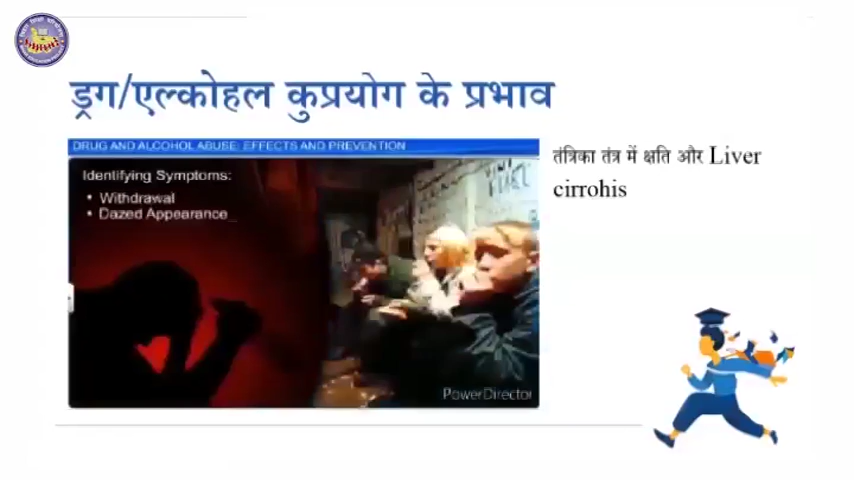 ड्रग/एल्कोहल कुप्रयोग के प्रभाव
DRUG AND ALCOHOL ABUSE: EFFECTS AND PREVENTION
Identifying Symptoms:
• Withdrawal
• Dazed Appearance
तंत्रिका तंत्र में क्षति और Liver
cirrohis
PowerDirector